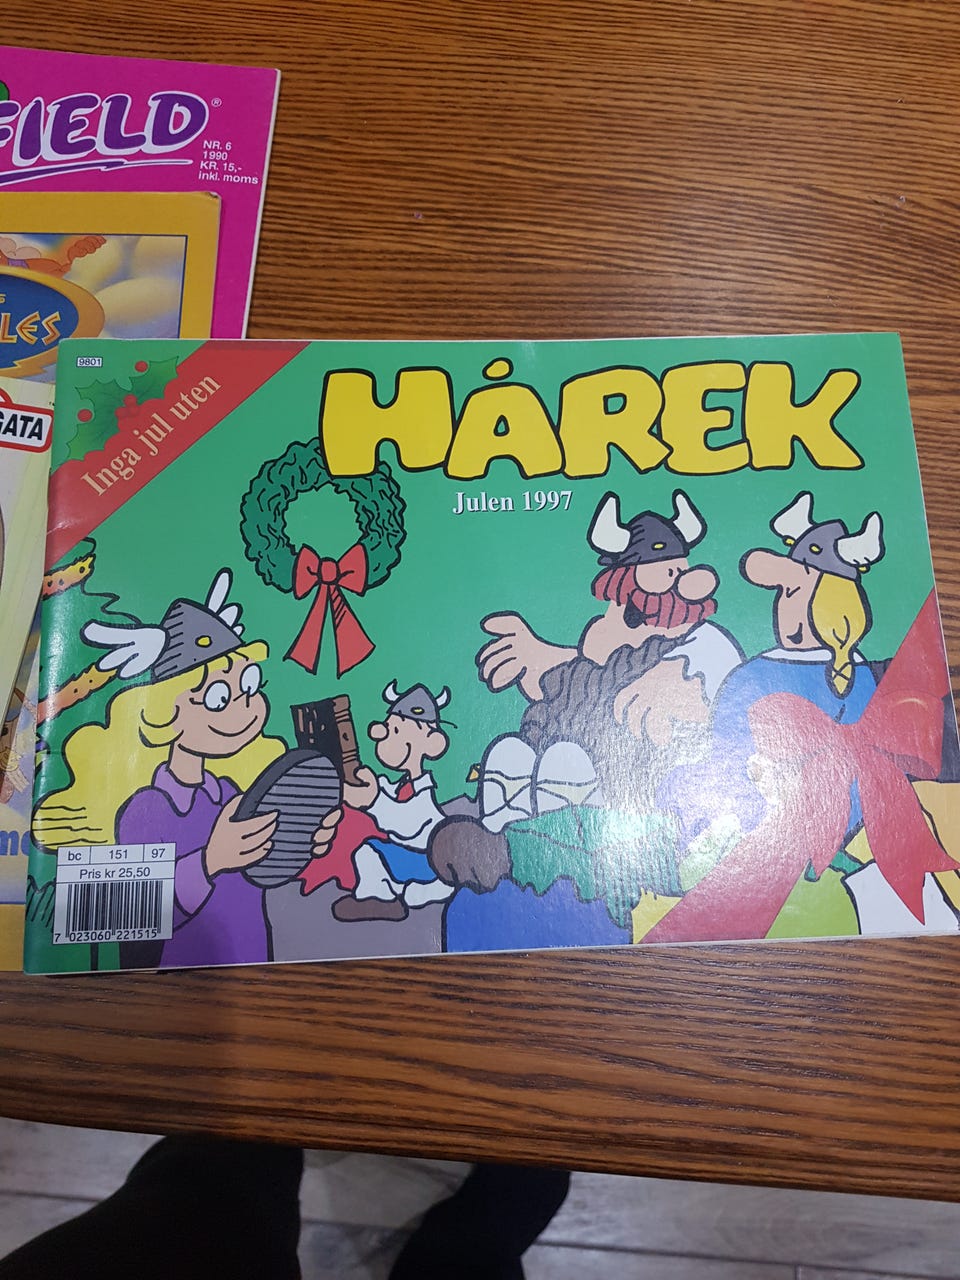 FIELD®
NR. 6
1990
KR. 15,-
inkl. moms
LES
GATA
9801
Inga jul uten
HÅREK
Julen 1997
bc 151 97
Pris kr 25,50
7 023060 221515